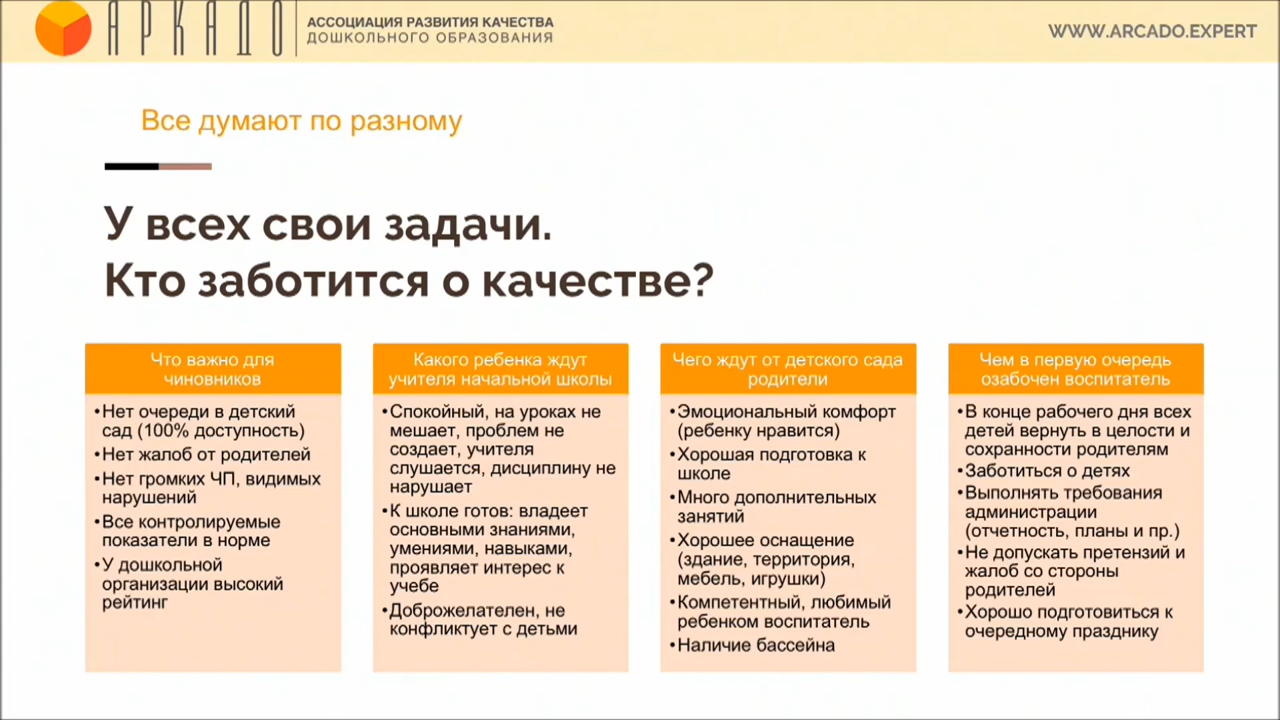 АРКАДО
АССОЦИАЦИЯ РАЗВИТИЯ КАЧЕСТВА
ДОШКОЛЬНОГО ОБРАЗОВАНИЯ
WWW.ARCADO.EXPERT
Все думают по разному
У всех свои задачи.
Кто заботится о качестве?
Что важно для
чиновников
•Нет очереди в детский
сад (100% доступность)
•Нет жалоб от родителей
•Нет громких ЧП, видимых
нарушений
•Все контролируемые
показатели в норме
•У дошкольной
организации высокий
рейтинг
Какого ребенка ждут
учителя начальной школы
•Спокойный, на уроках не
мешает, проблем не
создает, учителя
слушается, дисциплину не
нарушает
•К школе готов: владеет
основными знаниями,
умениями, навыками,
проявляет интерес к
учебе
•Доброжелателен, не
конфликтует с детьми
Чего ждут от детского сада
родители
•Эмоциональный комфорт
(ребенку нравится)
•Хорошая подготовка к
школе
•Много дополнительных
занятий
•Хорошее оснащение
(здание, территория,
мебель, игрушки)
•Компетентный, любимый
ребенком воспитатель
•Наличие бассейна
Чем в первую очередь
озабочен воспитатель
•В конце рабочего дня всех
детей вернуть в целости и
сохранности родителям
•Заботиться о детях
•Выполнять требования
администрации
(отчетность, планы и пр.)
•Не допускать претензий и
жалоб со стороны
родителей
•Хорошо подготовиться к
очередному празднику